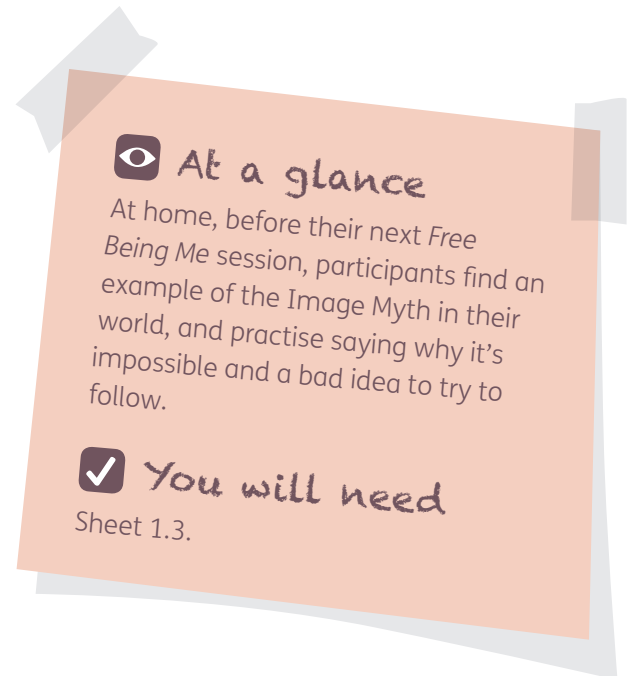 At a glance
At home, before their next Free
Being Me session, participants find an
example of the Image Myth in their
world, and practise saying why it’s
impossible and a bad idea to try to
follow.
You will need
Sheet 1.3.